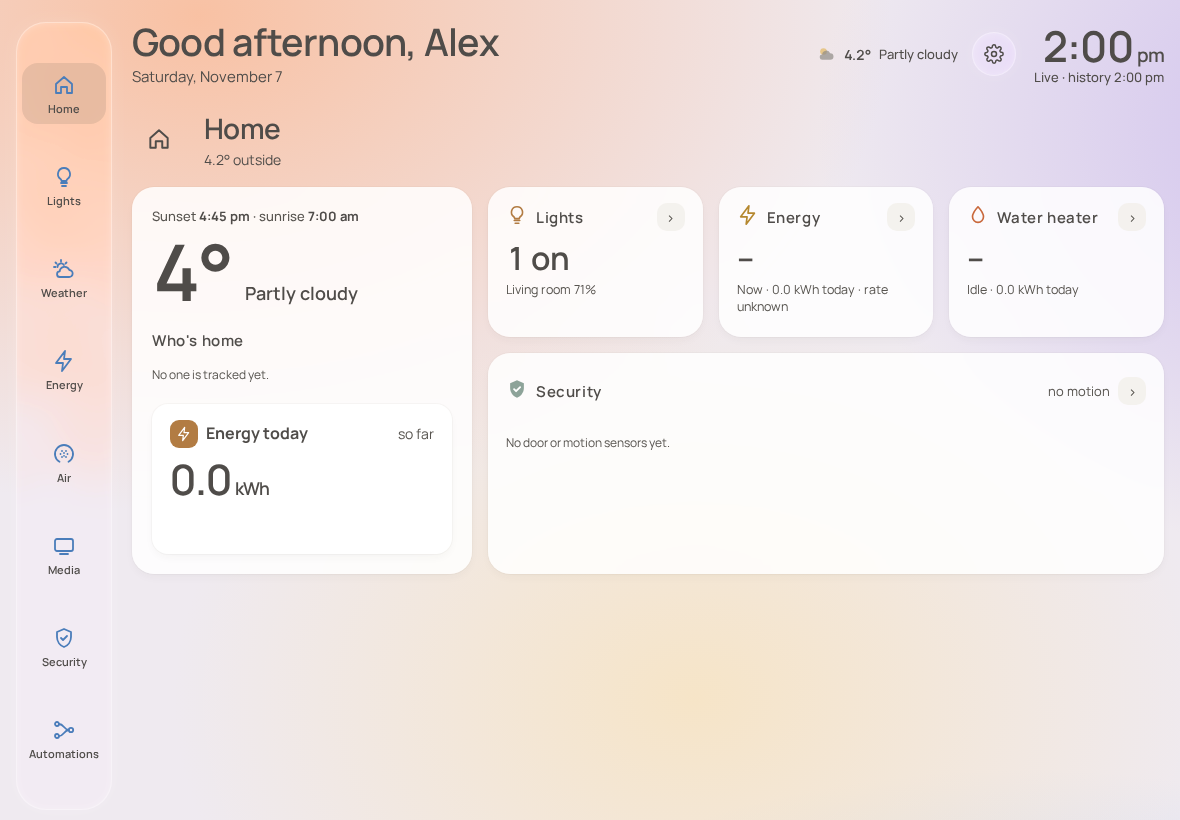 Good afternoon, Alex
Saturday, November 7
4.2° Partly cloudy
2:00 pm
Live · history 2:00 pm
Home
Lights
Weather
Energy
Air
Media
Security
Automations
Home
4.2° outside
Sunset 4:45 pm · sunrise 7:00 am
4° Partly cloudy
Who's home
No one is tracked yet.
Energy today so far
0.0 kWh
Lights ›
1 on
Living room 71%
Energy ›
–
Now · 0.0 kWh today · rate
unknown
Water heater ›
–
Idle · 0.0 kWh today
Security no motion ›
No door or motion sensors yet.